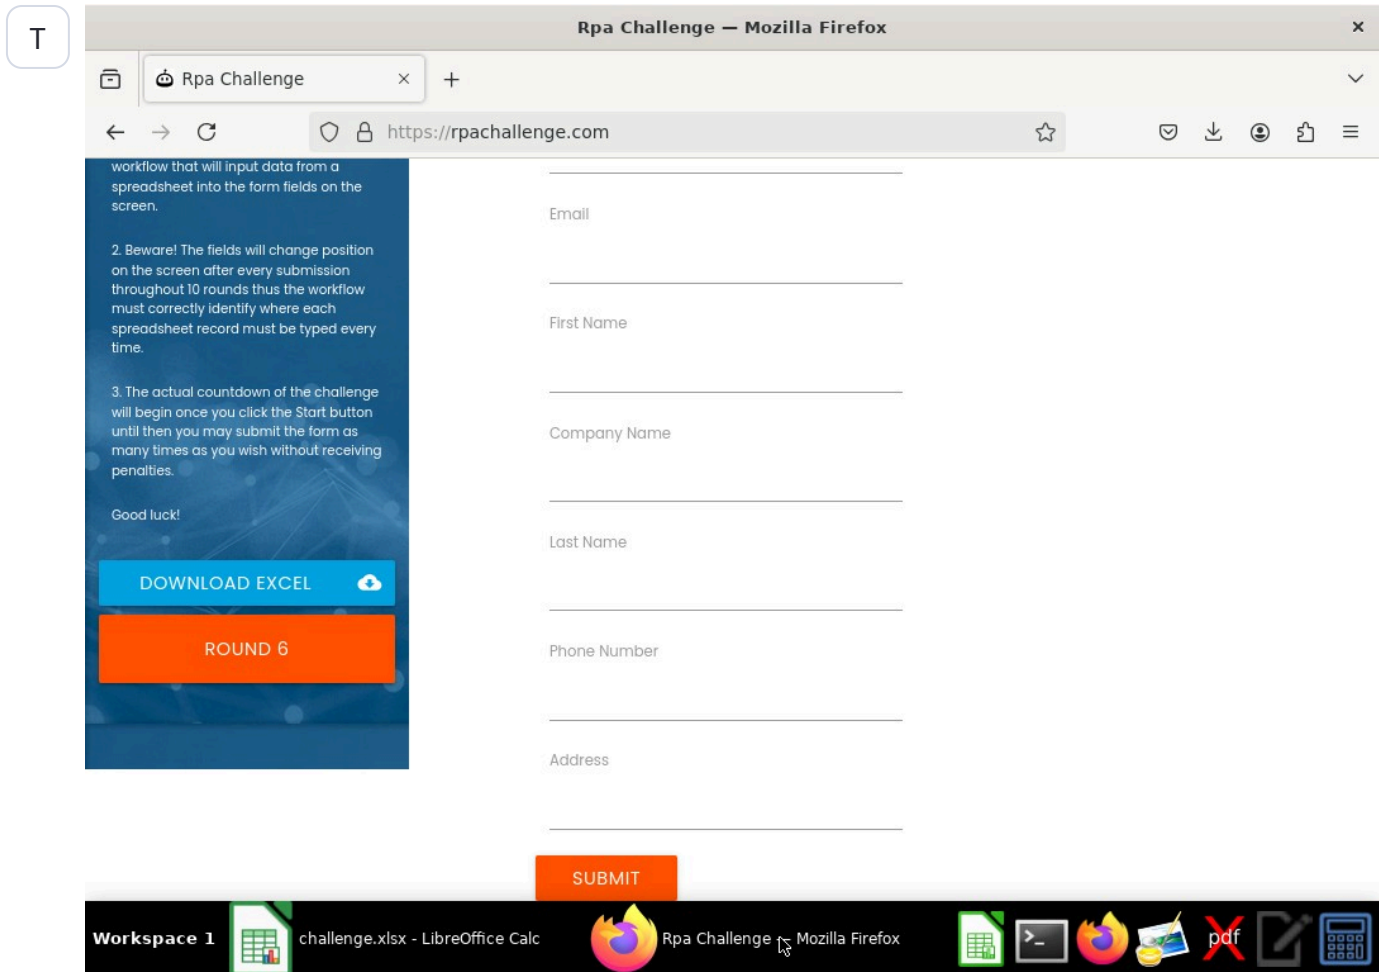 T
Rpa Challenge — Mozilla Firefox
Rpa Challenge
https://rpachallenge.com
workflow that will input data from a
spreadsheet into the form fields on the
screen.
2. Beware! The fields will change position
on the screen after every submission
throughout 10 rounds thus the workflow
must correctly identify where each
spreadsheet record must be typed every
time.
3. The actual countdown of the challenge
will begin once you click the Start button
until then you may submit the form as
many times as you wish without receiving
penalties.
Good luck!
DOWNLOAD EXCEL
ROUND 6
Email
First Name
Company Name
Last Name
Phone Number
Address
SUBMIT
Workspace 1
challenge.xlsx - LibreOffice Calc
Rpa Challenge — Mozilla Firefox
pdf